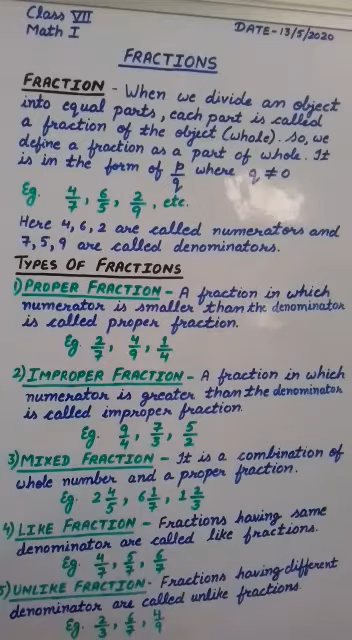 Class VII
Math I
DATE-13/5/2020
FRACTIONS
FRACTION - When we divide an object
into equal parts, each part is called
a fraction of the object (whole). So, we
define a fraction as a part of whole. It
is in the form of p/q where q ≠ 0
Eg. 4/7, 6/5, 2/9, etc.
Here 4, 6, 2 are called numerators and
7, 5, 9 are called denominators.
TYPES OF FRACTIONS
1) PROPER FRACTION - A fraction in which
numerator is smaller than the denominator
is called proper fraction.
Eg. 2/7, 4/9, 1/4
2) IMPROPER FRACTION - A fraction in which
numerator is greater than the denominator
is called improper fraction.
Eg. 9/4, 7/3, 5/2
3) MIXED FRACTION - It is a combination of
whole number and a proper fraction.
Eg. 2 4/5, 6 1/7, 1 2/3
4) LIKE FRACTION - Fractions having same
denominator are called like fractions.
Eg. 4/7, 5/7, 6/7
5) UNLIKE FRACTION - Fractions having different
denominator are called unlike fractions.
Eg. 2/3, 6/7, 4/9